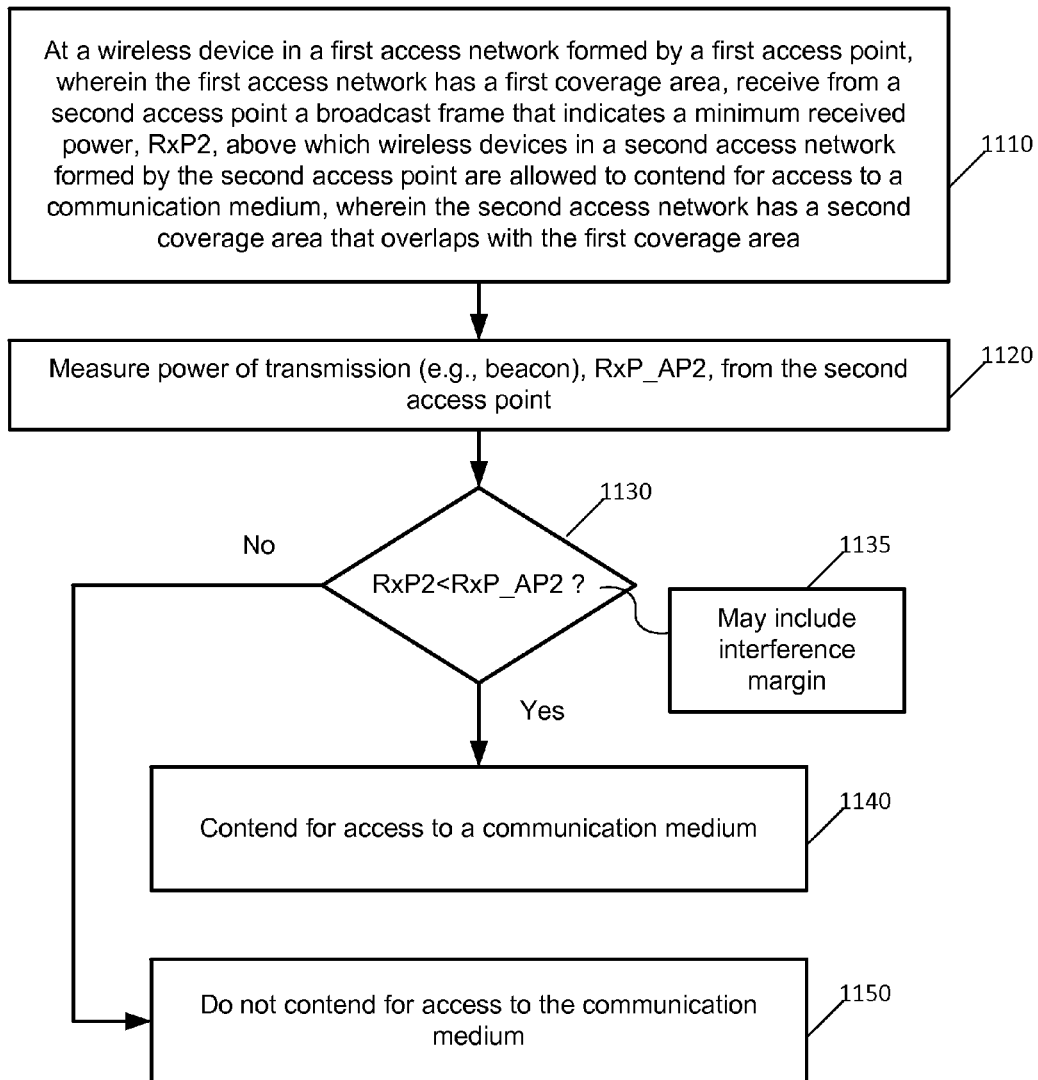 At a wireless device in a first access network formed by a first access point,
wherein the first access network has a first coverage area, receive from a
second access point a broadcast frame that indicates a minimum received
power, RxP2, above which wireless devices in a second access network
formed by the second access point are allowed to contend for access to a
communication medium, wherein the second access network has a second
coverage area that overlaps with the first coverage area
1110
Measure power of transmission (e.g., beacon), RxP_AP2, from the second
access point
1120
1130
No
RxP2<RxP_AP2 ?
1135
May include
interference
margin
Yes
Contend for access to a communication medium
1140
Do not contend for access to the communication
medium
1150